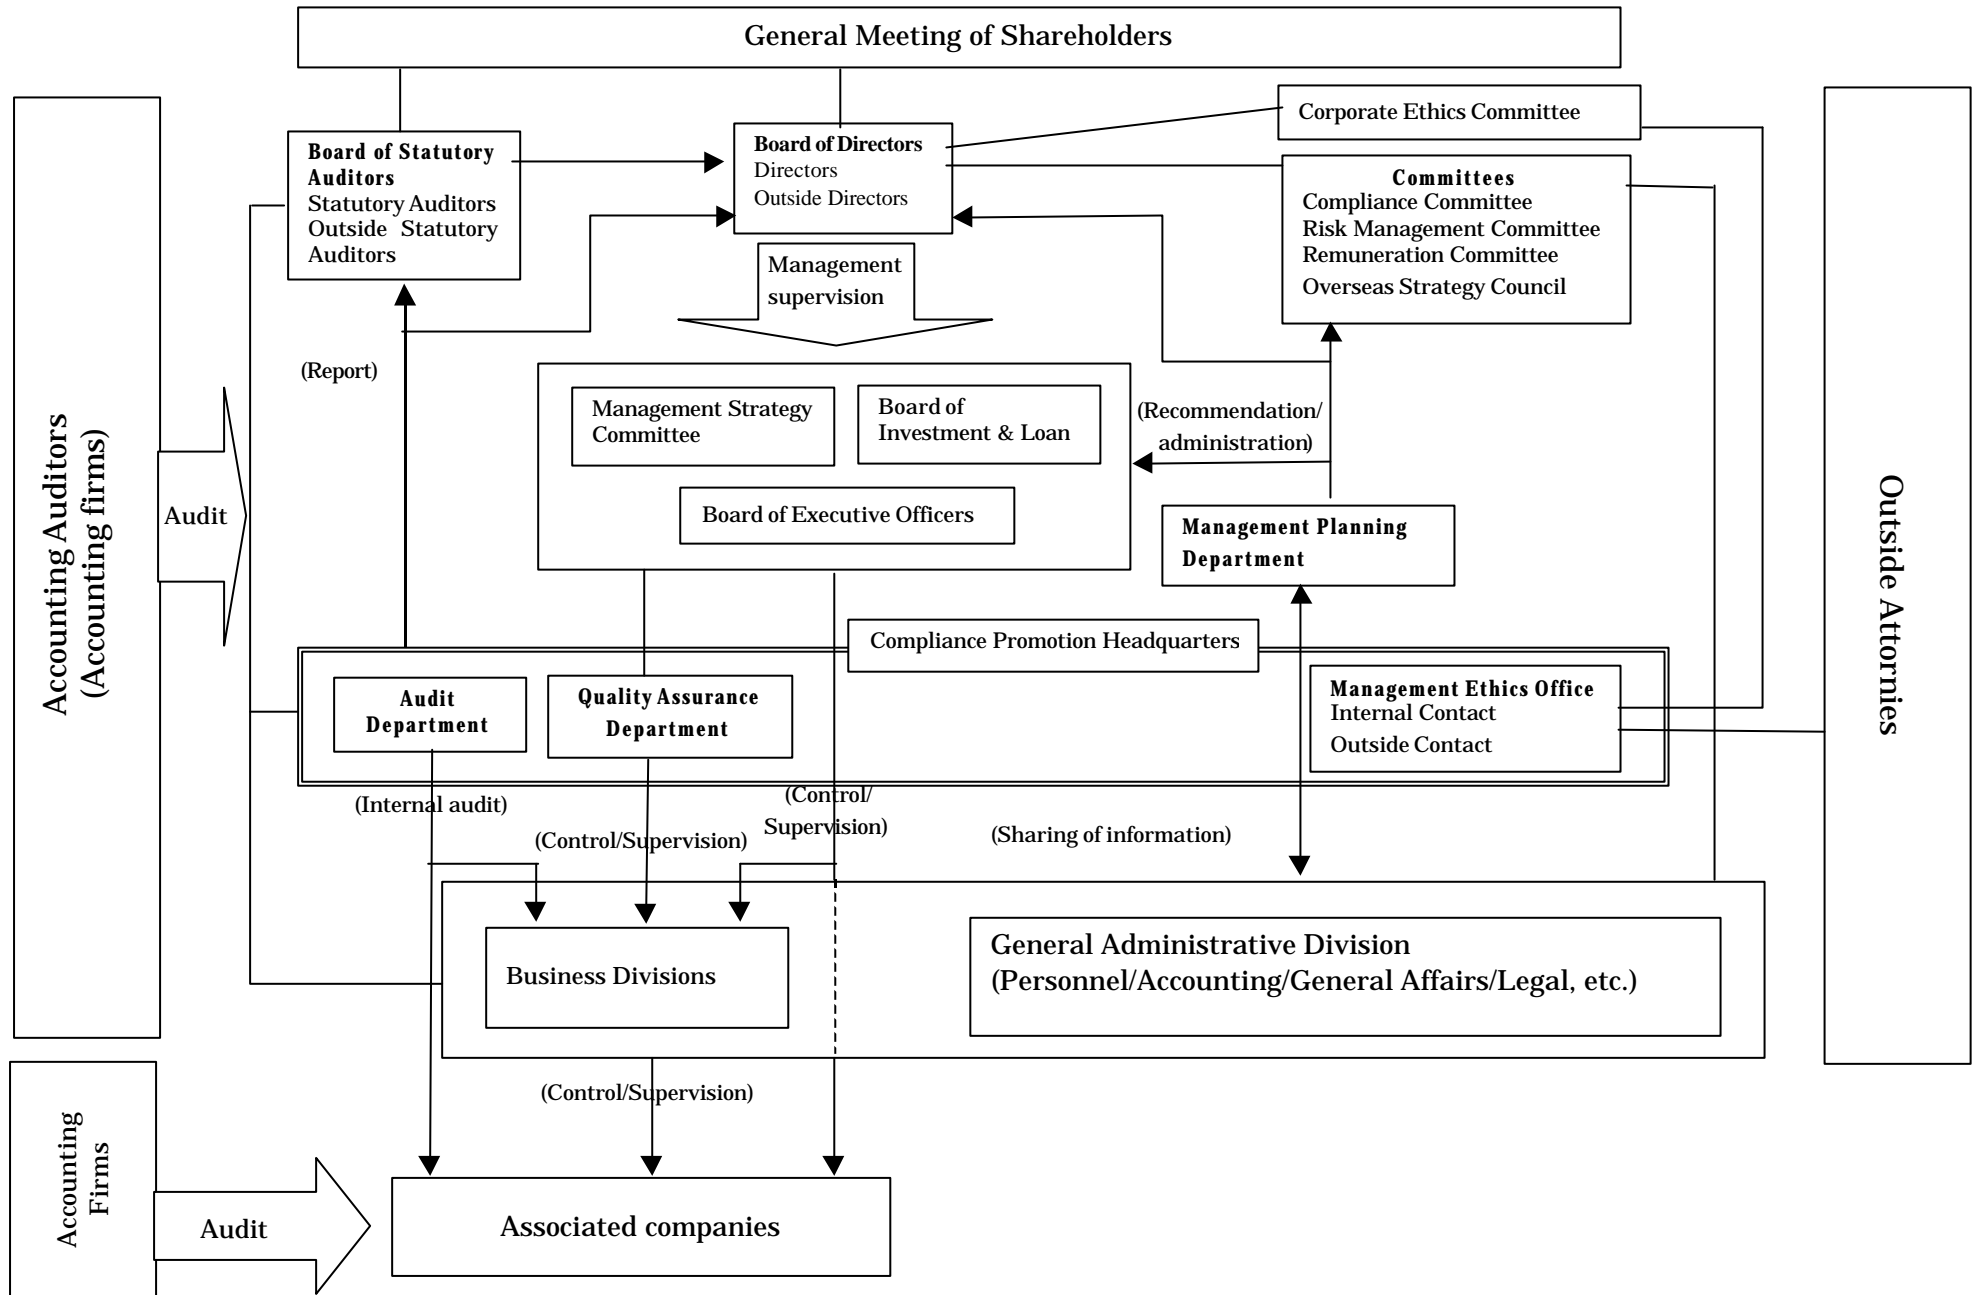 General Meeting of Shareholders
Corporate Ethics Committee
Board of Statutory
Auditors
Statutory Auditors
Outside Statutory
Auditors
Board of Directors
Directors
Outside Directors
Committees
Compliance Committee
Risk Management Committee
Remuneration Committee
Overseas Strategy Council
Management
supervision
(Report)
Management Strategy
Committee
Board of
Investment & Loan
Board of Executive Officers
(Recommendation/
administration)
Accounting Auditors
(Accounting firms)
Audit
Management Planning
Department
Outside Attornies
Compliance Promotion Headquarters
Audit
Department
Quality Assurance
Department
Management Ethics Office
Internal Contact
Outside Contact
(Internal audit)
(Control/Supervision)
(Control/
Supervision)
(Sharing of information)
Business Divisions
General Administrative Division
(Personnel/Accounting/General Affairs/Legal, etc.)
(Control/Supervision)
Accounting
Firms
Audit
Associated companies